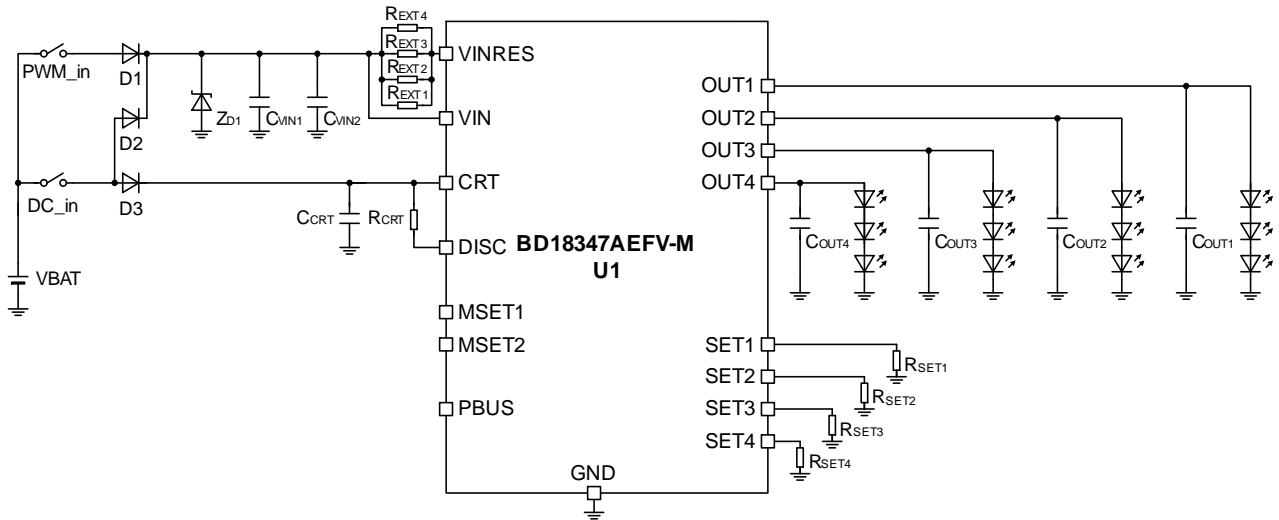 REXT4
REXT3
REXT2
REXT1
PWM_in
D1
D2
DC_in
D3
VBAT
ZD1
CVIN1
CVIN2
CCRT
RCRT
VINRES
VIN
CRT
DISC
MSET1
MSET2
PBUS
BD18347AEFV-M
U1
GND
OUT1
OUT2
OUT3
OUT4
SET1
SET2
SET3
SET4
COUT4
COUT3
COUT2
COUT1
RSET1
RSET2
RSET3
RSET4